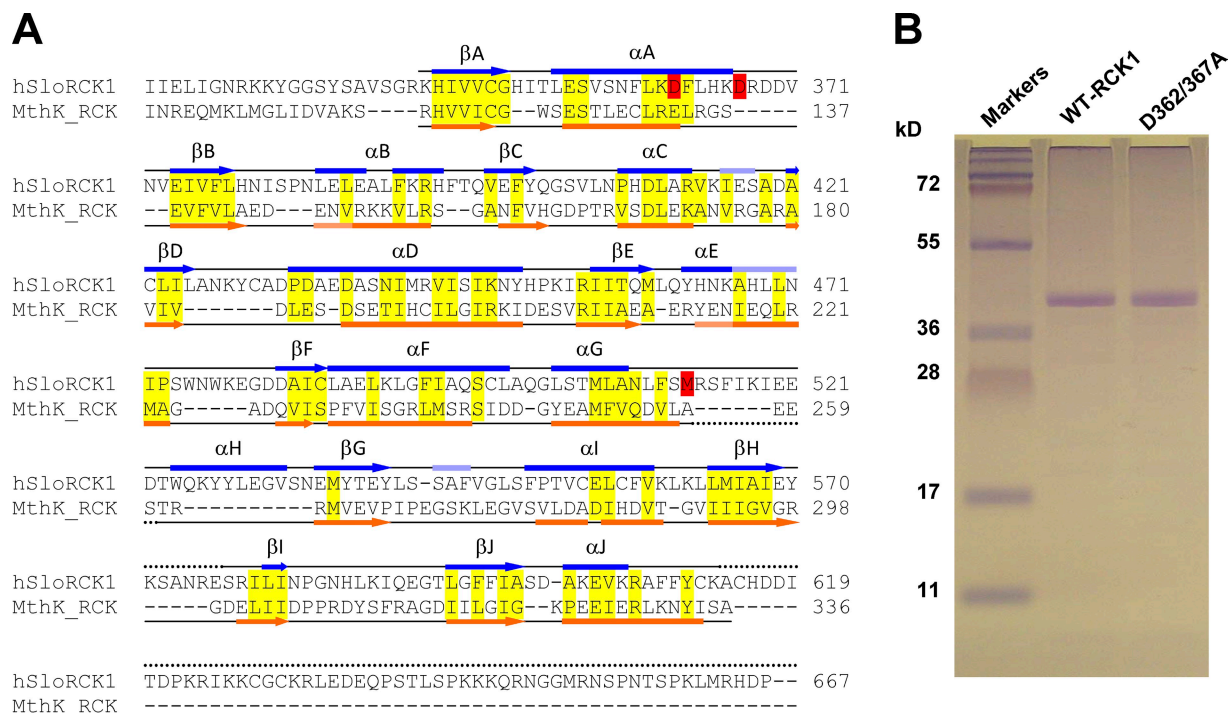 A
βA αA
hSloRCK1 IIELIGNRKKYGGSYSAVSGRKHIVVCGHITLESVSNFLKDFLHKDRDDV 371
MthK_RCK INREQMKLMGLIDVAKS----RHVVICG--WSESTLECLRELRGS----- 137
βB αB βC αC
hSloRCK1 NVEIVFLHNISPNLELEALFKRHFTQVEFYQGSVLNPHDLARVKIESADA 421
MthK_RCK --EVFVLAED---ENVRKKVLRS--GANFVHGDPTRVSDLEKANVRGARA 180
βD αD βE αE
hSloRCK1 CLILANKYCADPDAEDASNIMRVISIKNYHPKIRIITQMLQYHNKAHLLN 471
MthK_RCK VIV-------DLES-DSETIHCILGIRKIDESVRIIAEA-ERYENIEQLR 221
βF αF αG
hSloRCK1 IPSWNWKEGDDAICLAELKLGFIAQSCLAQGLSTMLANLFSMRSFIKIEE 521
MthK_RCK MAG-----ADQVISPFVISGRLMSRSIDD-GYEAMFVQDVLA------EE 259
αH βG αI βH
hSloRCK1 DTWQKYYLEGVSNEMYTEYLS-SAFVGLSFPTVCELCFVKLKLLMIAIEY 570
MthK_RCK STR----------RMVEVPIPEGSKLEGVSVLDADIHDVT-GVIIIGVGR 298
βI βJ αJ
hSloRCK1 KSANRESRILINPGNHLKIQEGTLGFFIASD-AKEVKRAFFYCKACHDDI 619
MthK_RCK -----GDELIIDPPRDYSFRAGDIILGIG-KPEEIERLKNYISA----- 336
hSloRCK1 TDPKRIKKCGCKRLEDEQPSTLSPKKKQRNGGMRNSPNTSPKLMRHDP-- 667
MthK_RCK --------------------------------------------------
B
Markers WT-RCK1 D362/367A
kD
72
55
36
28
17
11